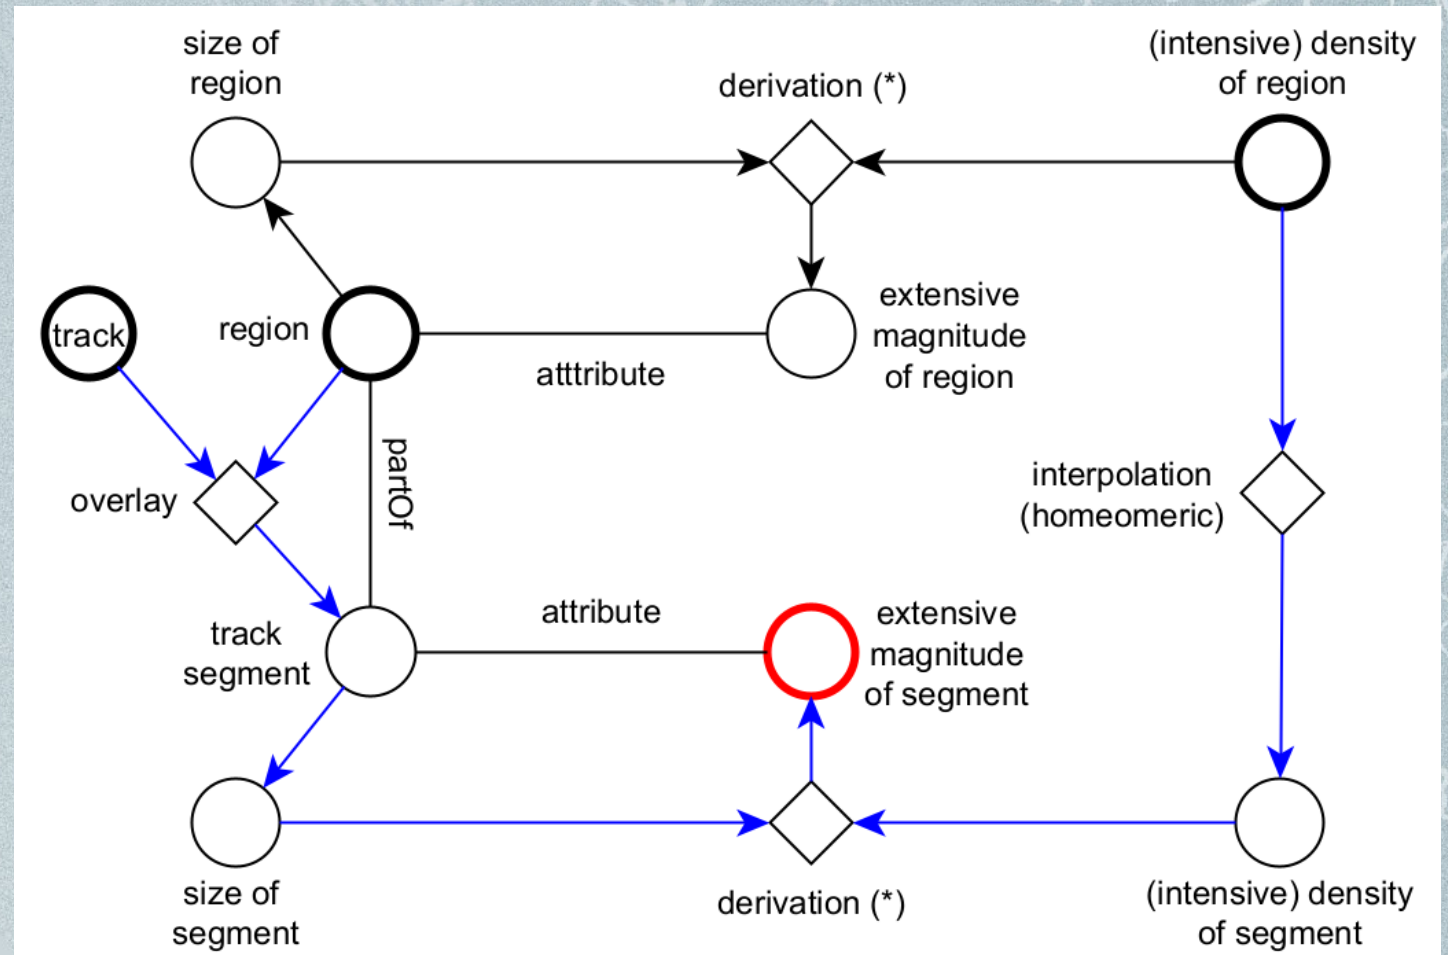 size of
region
derivation (*)
(intensive) density
of region
track
region
atttribute
extensive
magnitude
of region
partOf
overlay
interpolation
(homeomeric)
track
segment
attribute
extensive
magnitude
of segment
size of
segment
derivation (*)
(intensive) density
of segment